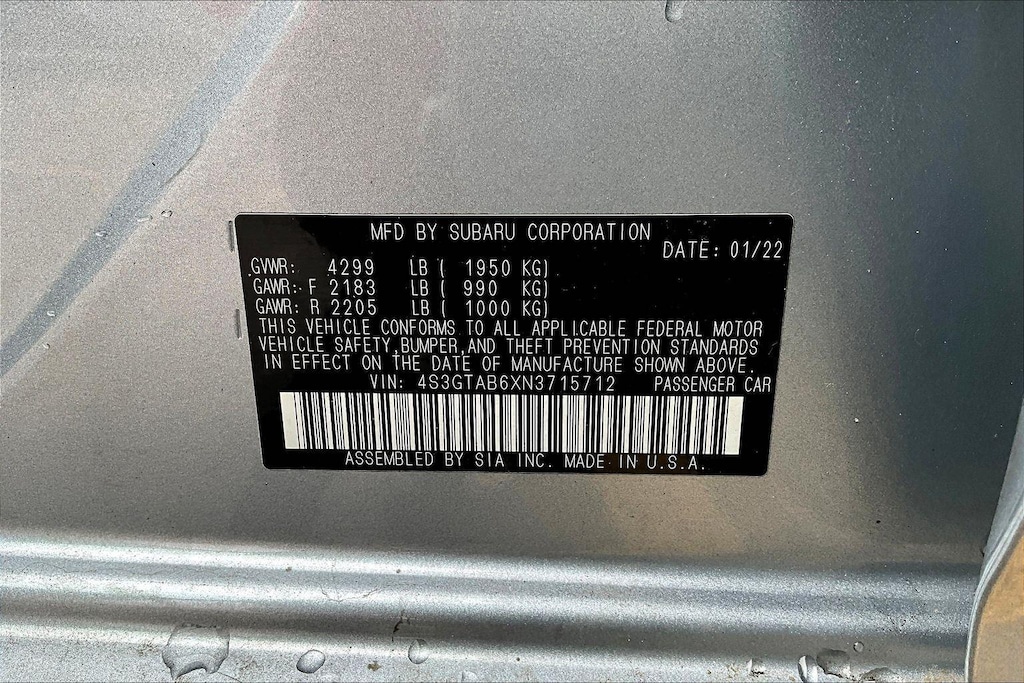 MFD BY SUBARU CORPORATION
DATE: 01/22
GVWR: 4299 LB ( 1950 KG)
GAWR: F 2183 LB ( 990 KG)
GAWR: R 2205 LB ( 1000 KG)
THIS VEHICLE CONFORMS TO ALL APPLICABLE FEDERAL MOTOR
VEHICLE SAFETY,BUMPER,AND THEFT PREVENTION STANDARDS
IN EFFECT ON THE DATE OF MANUFACTURE SHOWN ABOVE.
VIN: 4S3GTAB6XN3715712 PASSENGER CAR
ASSEMBLED BY SIA INC. MADE IN U.S.A.